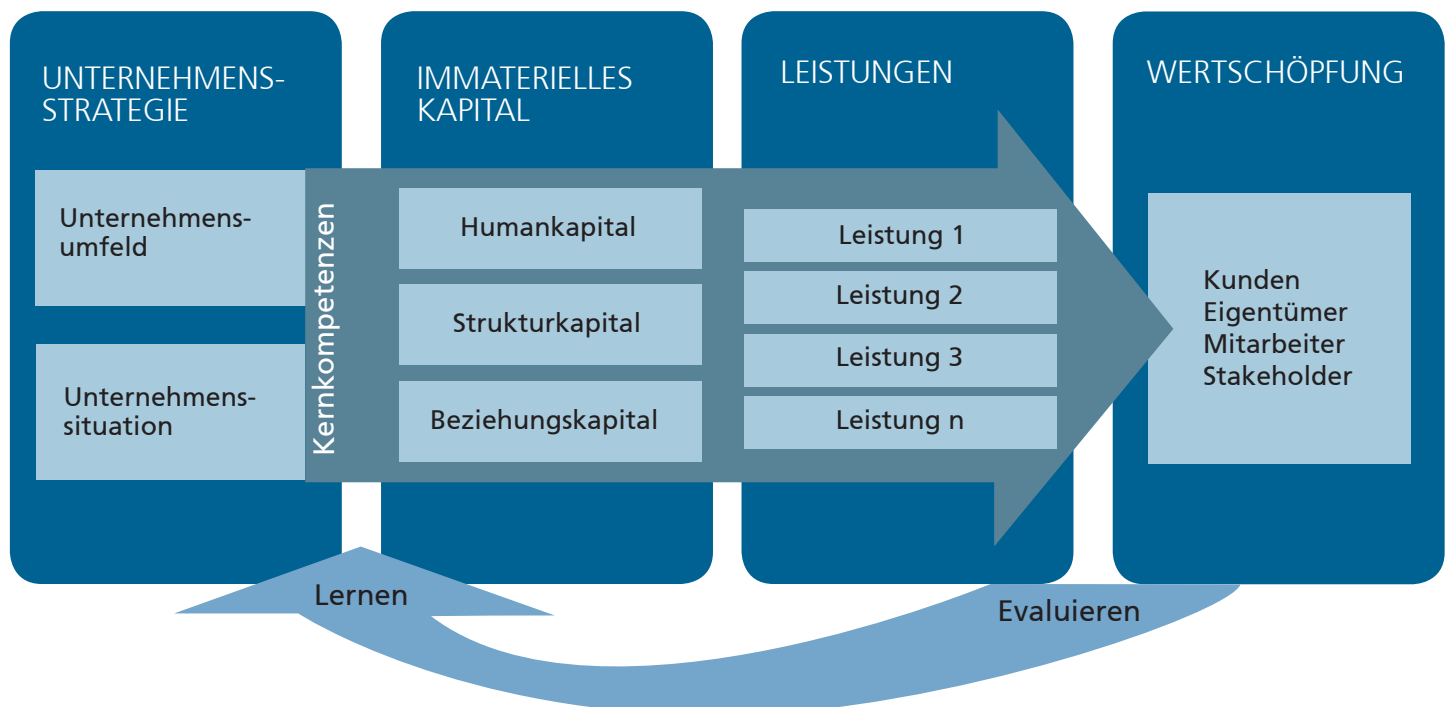 UNTERNEHMENS-
STRATEGIE
Unternehmens-
umfeld
Unternehmens-
situation
Kernkompetenzen
IMMATERIELLES
KAPITAL
Humankapital
Strukturkapital
Beziehungskapital
LEISTUNGEN
Leistung 1
Leistung 2
Leistung 3
Leistung n
WERTSCHÖPFUNG
Kunden
Eigentümer
Mitarbeiter
Stakeholder
Lernen
Evaluieren